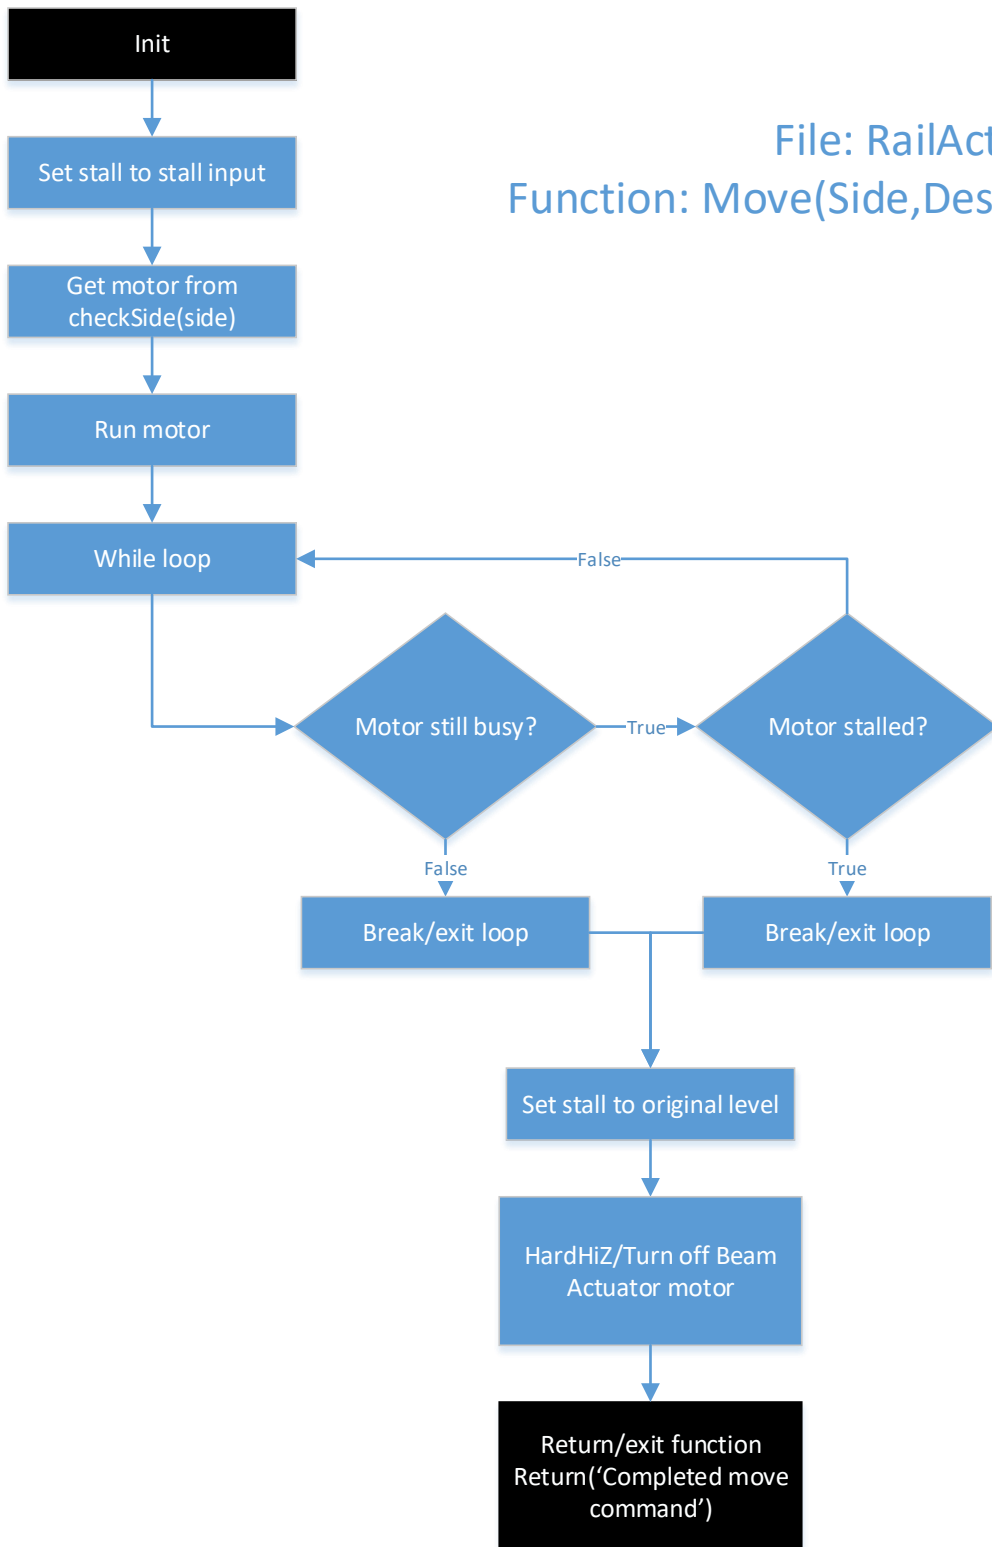 Init
File: RailAct
Function: Move(Side,Des
Set stall to stall input
Get motor from
checkSide(side)
Run motor
While loop
False
Motor still busy?
True
Motor stalled?
False
True
Break/exit loop
Break/exit loop
Set stall to original level
HardHiZ/Turn off Beam
Actuator motor
Return/exit function
Return(‘Completed move
command’)